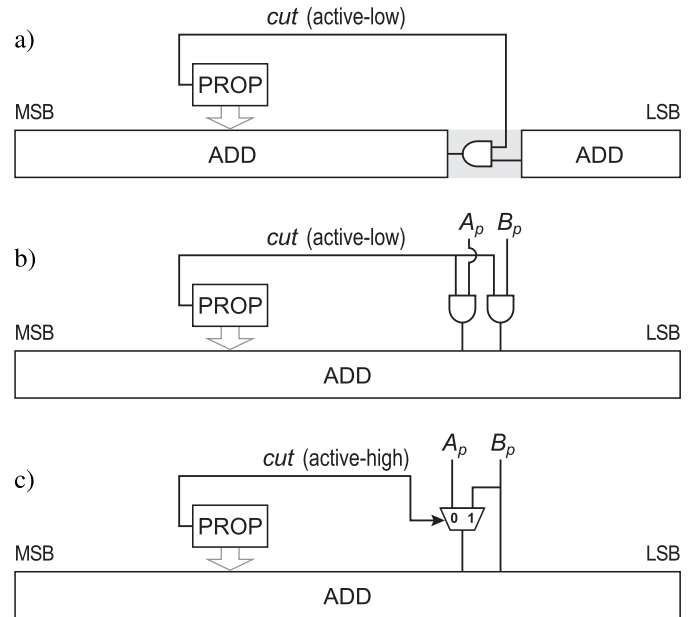 a)
cut (active-low)
PROP
MSB
LSB
ADD
ADD
b)
cut (active-low)
Ap Bp
PROP
MSB
LSB
ADD
c)
cut (active-high)
Ap Bp
0 1
PROP
MSB
LSB
ADD